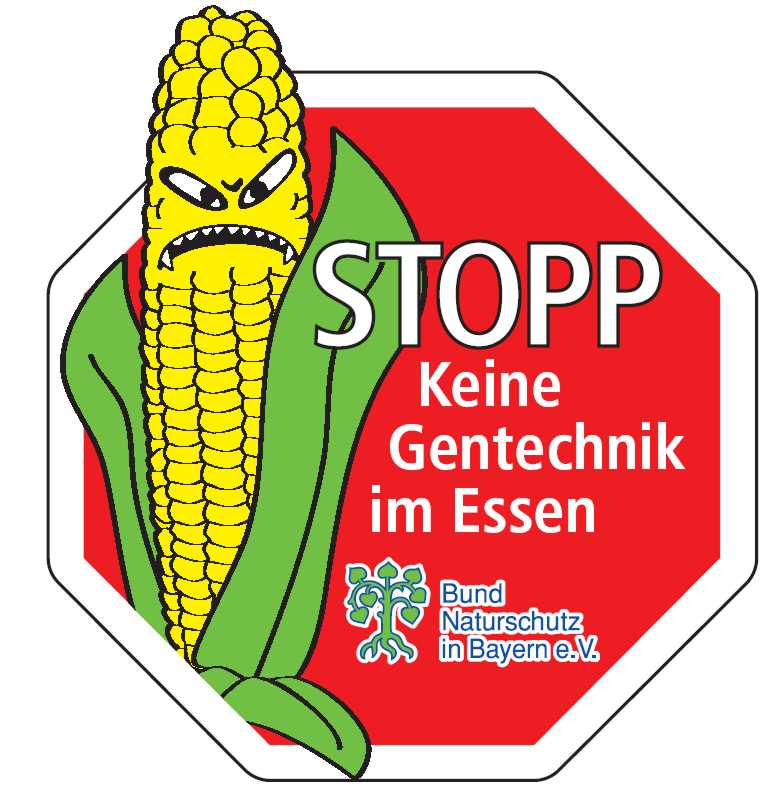 STOPP
Keine
Gentechnik
im Essen
Bund
Naturschutz
in Bayern e.V.